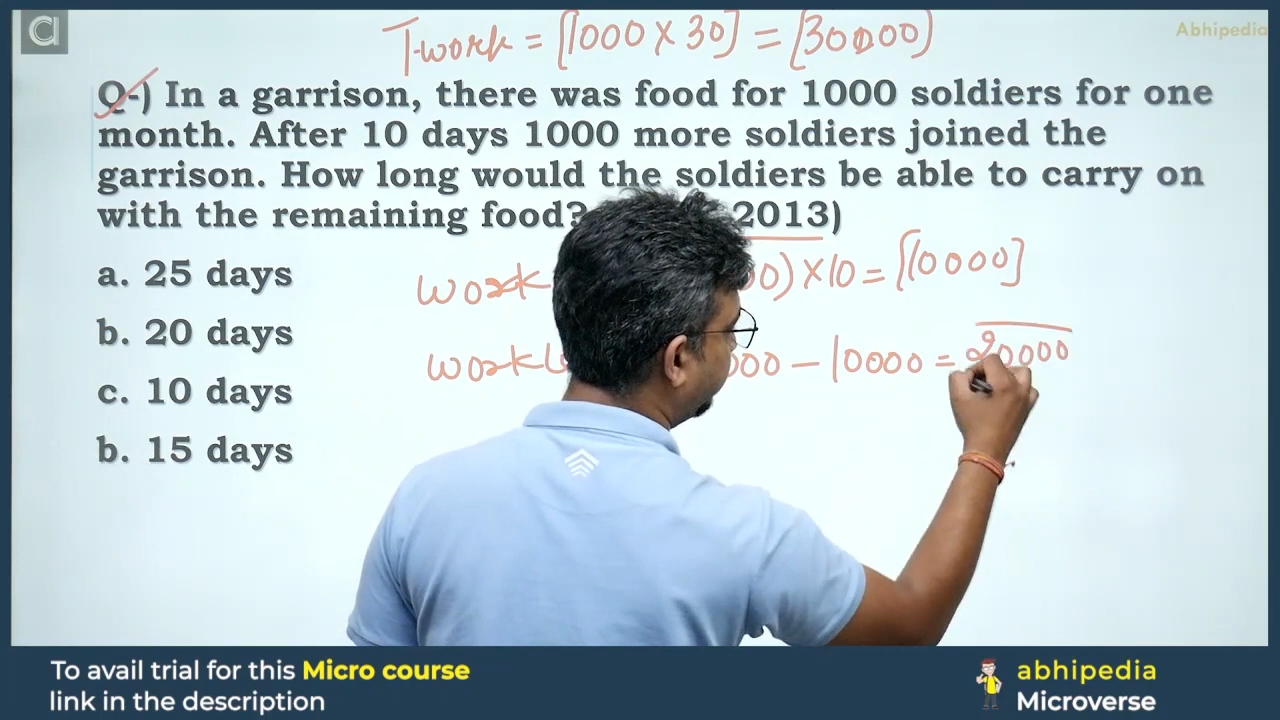 Abhipedia
T.work = [1000 × 30] = [30000]
Q-) In a garrison, there was food for 1000 soldiers for one
month. After 10 days 1000 more soldiers joined the
garrison. How long would the soldiers be able to carry on
with the remaining food? 2013)
a. 25 days
work 00) × 10 = [10000]
b. 20 days
000 – 10000 = 20000
c. 10 days
b. 15 days
To avail trial for this Micro course
link in the description
abhipedia
Microverse